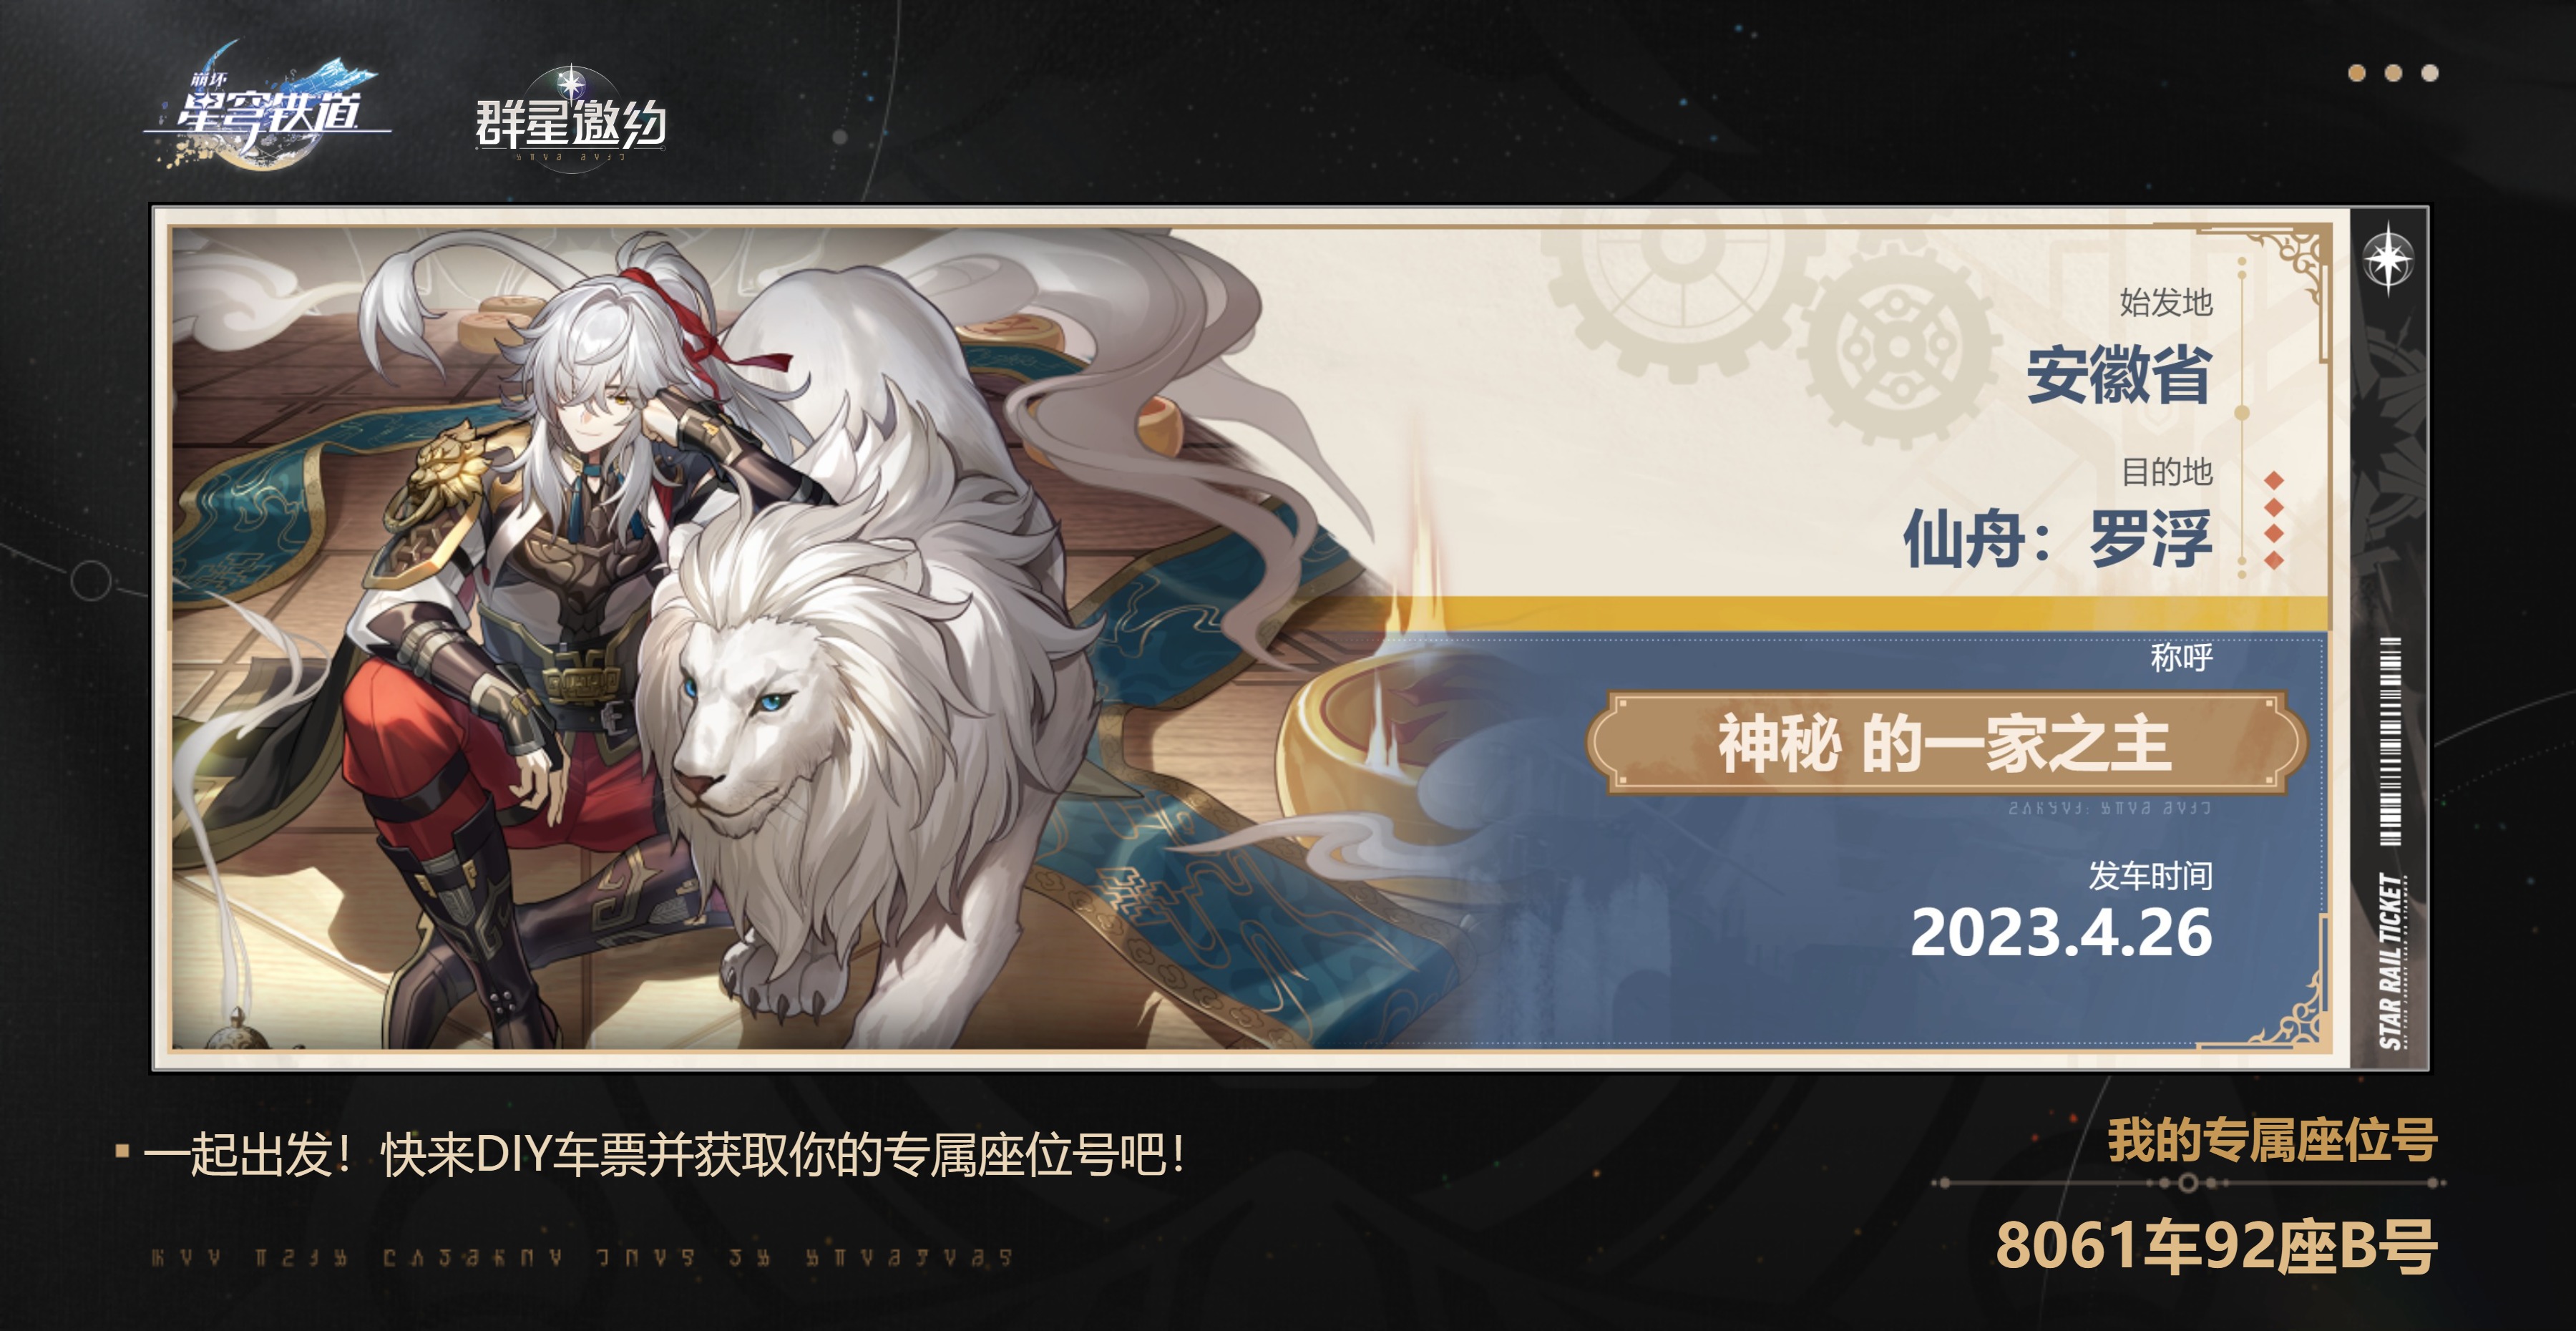 崩坏
星穹铁道
群星邀约
始发地
安徽省
目的地
仙舟：罗浮
称呼
神秘 的一家之主
发车时间
2023.4.26
STAR RAIL TICKET
一起出发！快来DIY车票并获取你的专属座位号吧！
我的专属座位号
8061车92座B号